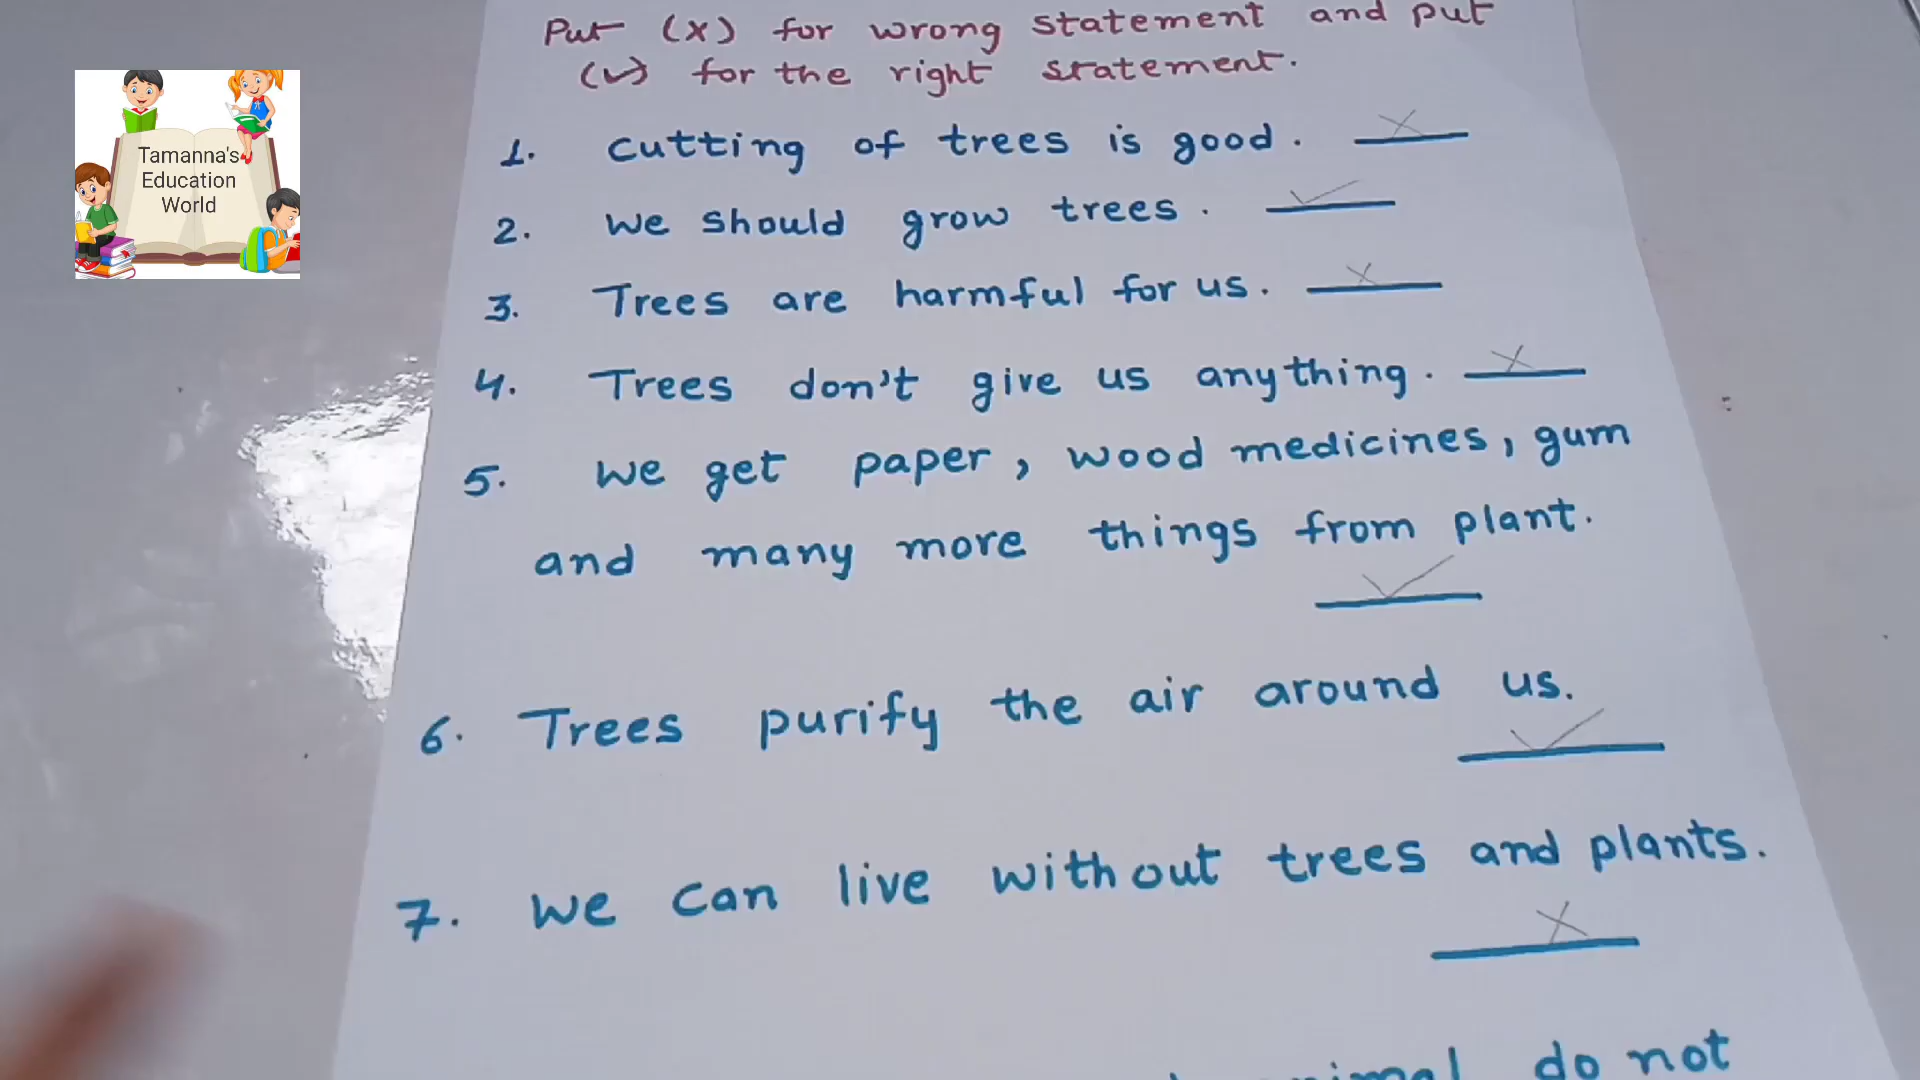 Put (x) for wrong statement and put
(✓) for the right statement.
Tamanna's
Education
World
1. cutting of trees is good. x
2. we should grow trees. ✓
3. Trees are harmful for us. x
4. Trees don't give us anything. x
5. we get paper, wood medicines, gum
and many more things from plant.
✓
6. Trees purify the air around us.
✓
7. we can live without trees and plants.
x
do not